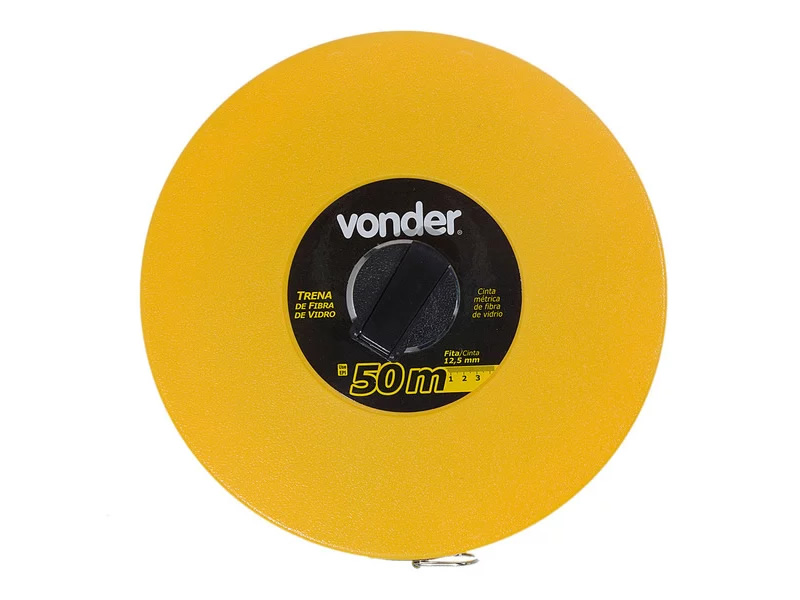 vonder®
TRENA
DE FIBRA
DE VIDRO
Cinta
métrica
de fibra
de vidrio
Fita/Cinta
12,5 mm
50m
1 2 3